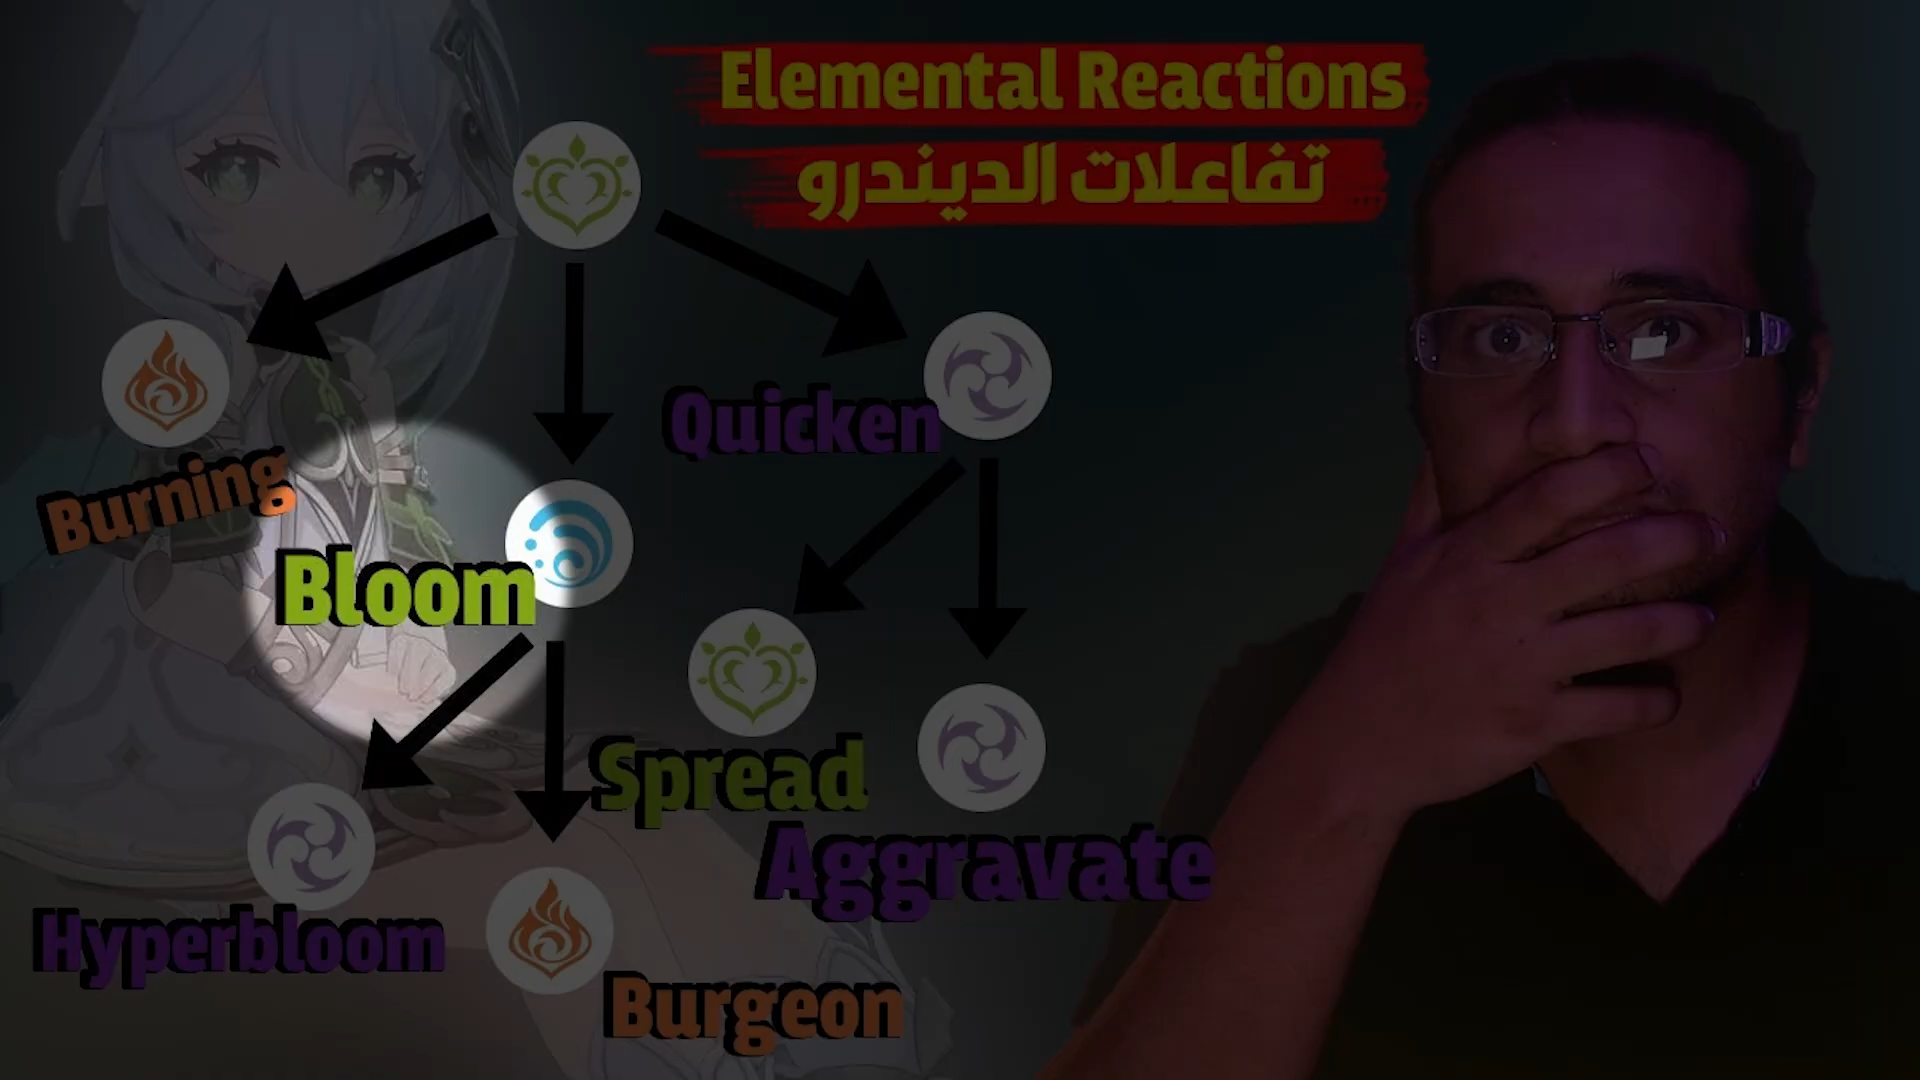 Elemental Reactions
تفاعلات الديندرو
Quicken
Burning
Bloom
Spread
Aggravate
Hyperbloom
Burgeon